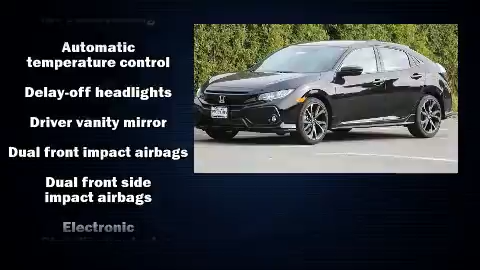 Automatic
temperature control
Delay-off headlights
Driver vanity mirror
Dual front impact airbags
Dual front side
impact airbags
Electronic